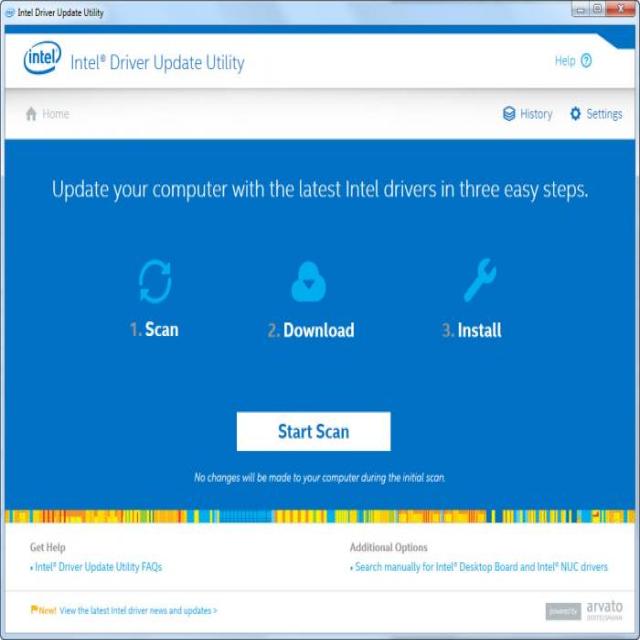 Intel Driver Update Utility
intel
Intel® Driver Update Utility
Help ?
Home
History
Settings
Update your computer with the latest Intel drivers in three easy steps.
1. Scan
2. Download
3. Install
Start Scan
No changes will be made to your computer during the initial scan.
Get Help
Additional Options
• Intel® Driver Update Utility FAQs
• Search manually for Intel® Desktop Board and Intel® NUC drivers
New! View the latest Intel driver news and updates >
powered by
arvato
BERTELSMANN